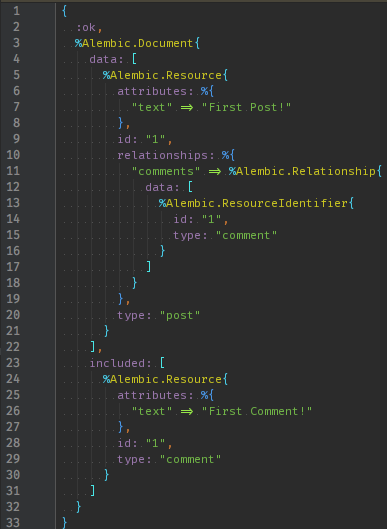 1 {
2   :ok,
3   %Alembic.Document{
4     data: [
5       %Alembic.Resource{
6         attributes: %{
7           "text" => "First Post!"
8         },
9         id: "1",
10         relationships: %{
11           "comments" => %Alembic.Relationship{
12             data: [
13               %Alembic.ResourceIdentifier{
14                 id: "1",
15                 type: "comment"
16               }
17             ]
18           }
19         },
20         type: "post"
21       }
22     ],
23     included: [
24       %Alembic.Resource{
25         attributes: %{
26           "text" => "First Comment!"
27         },
28         id: "1",
29         type: "comment"
30       }
31     ]
32   }
33 }